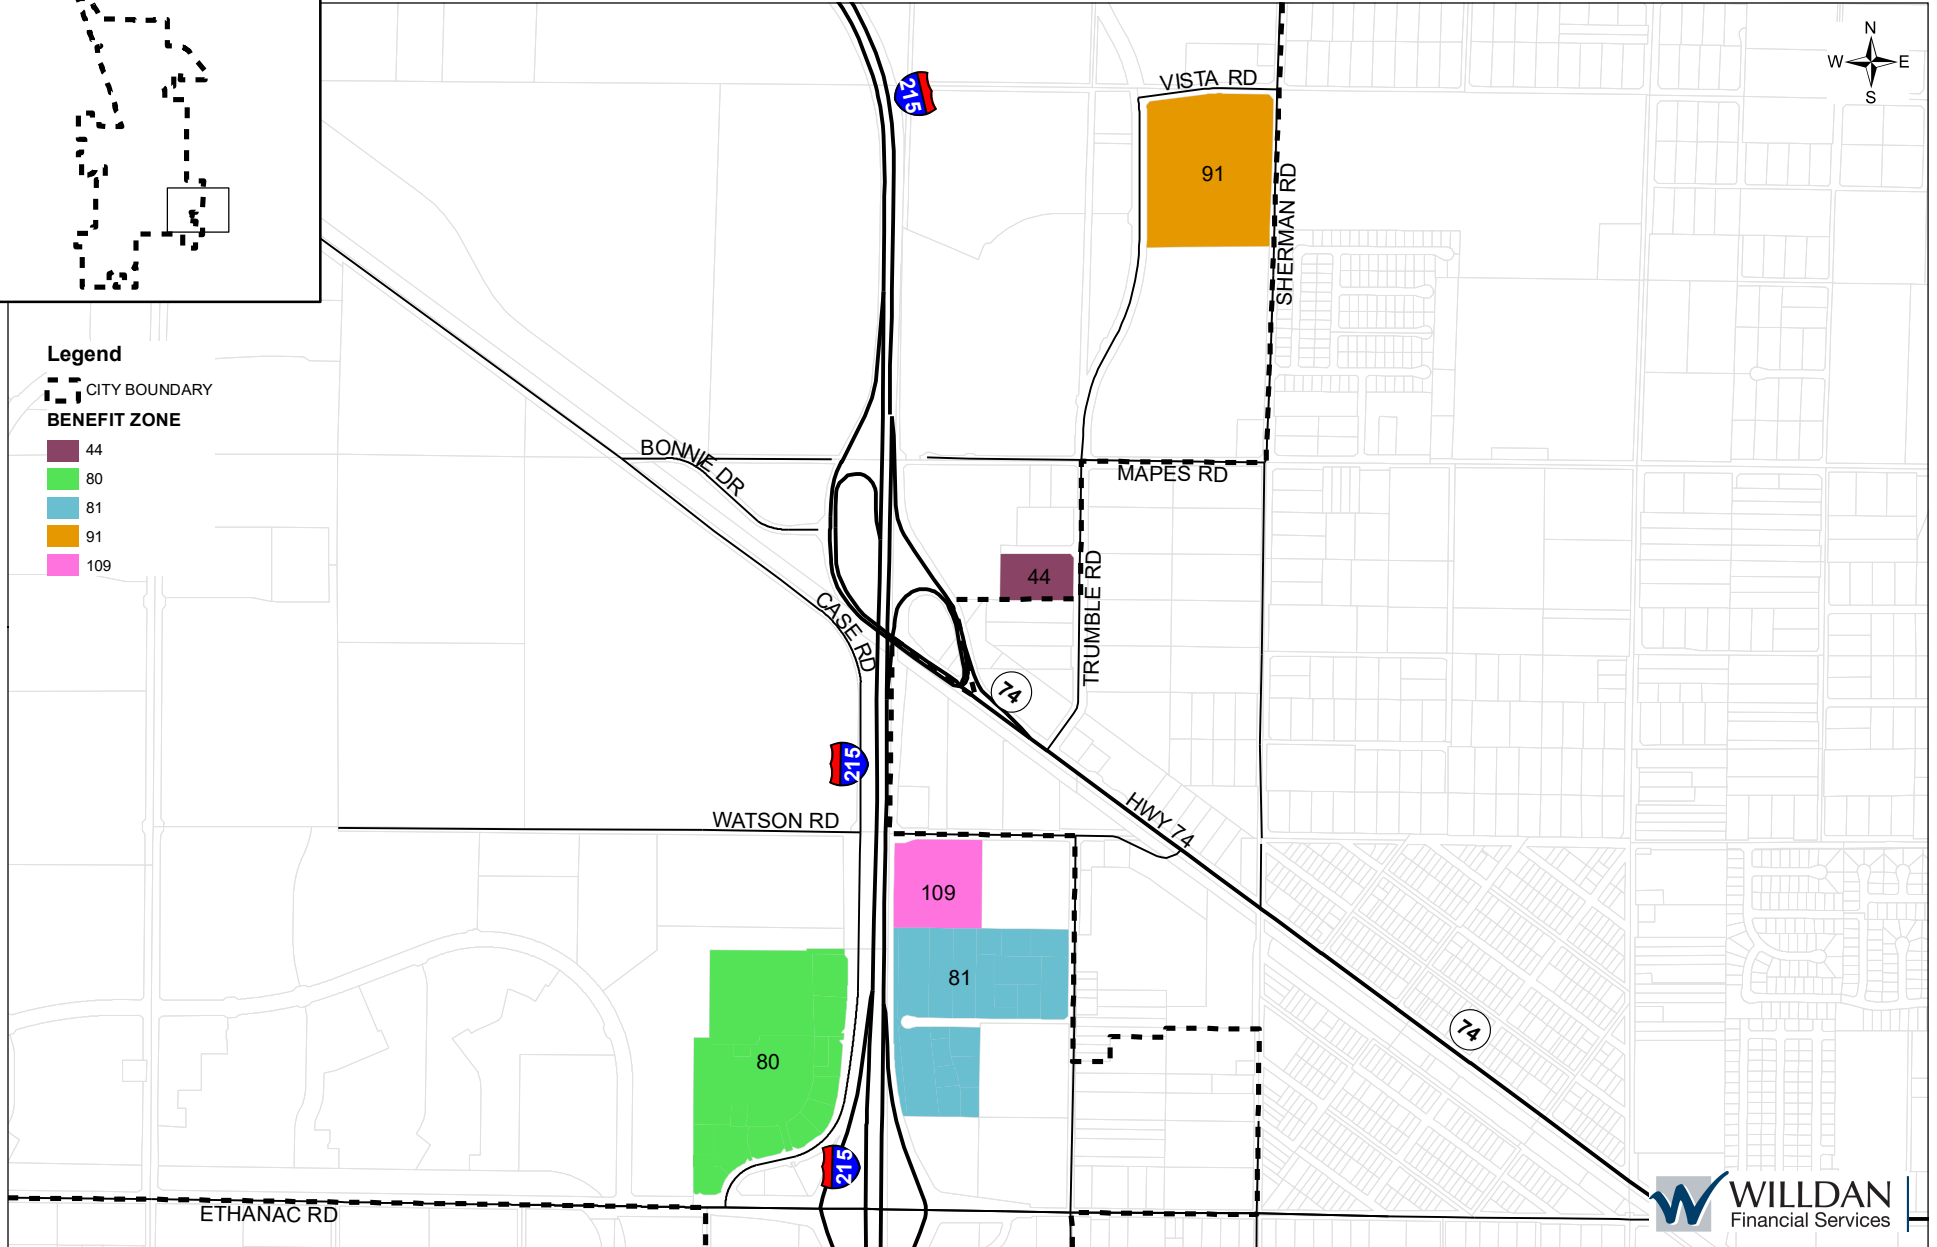 N
W E
S
VISTA RD
215
91
SHERMAN RD
Legend
CITY BOUNDARY
BENEFIT ZONE
44
80
81
91
109
BONNIE DR
MAPES RD
44
TRUMBLE RD
CASE RD
74
215
HWY 74
WATSON RD
109
81
74
80
215
ETHANAC RD
WILLDAN
Financial Services